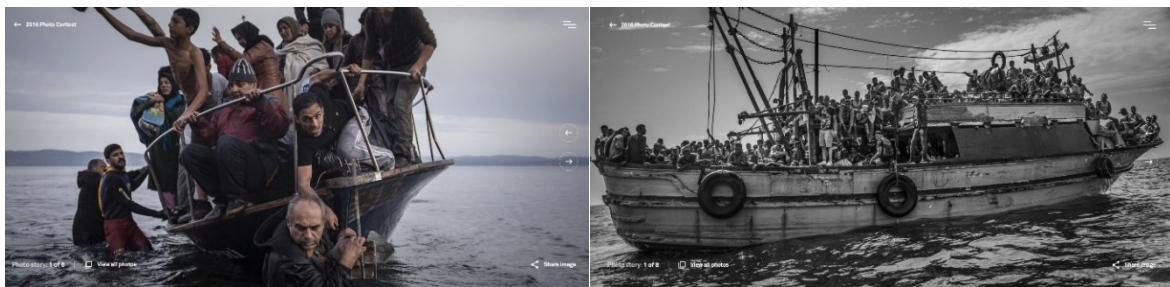 ← 2016 Photo Contest
Photo story: 1 of 8
View all photos
Share image
← 2016 Photo Contest
Photo story: 1 of 8
View all photos
Share image